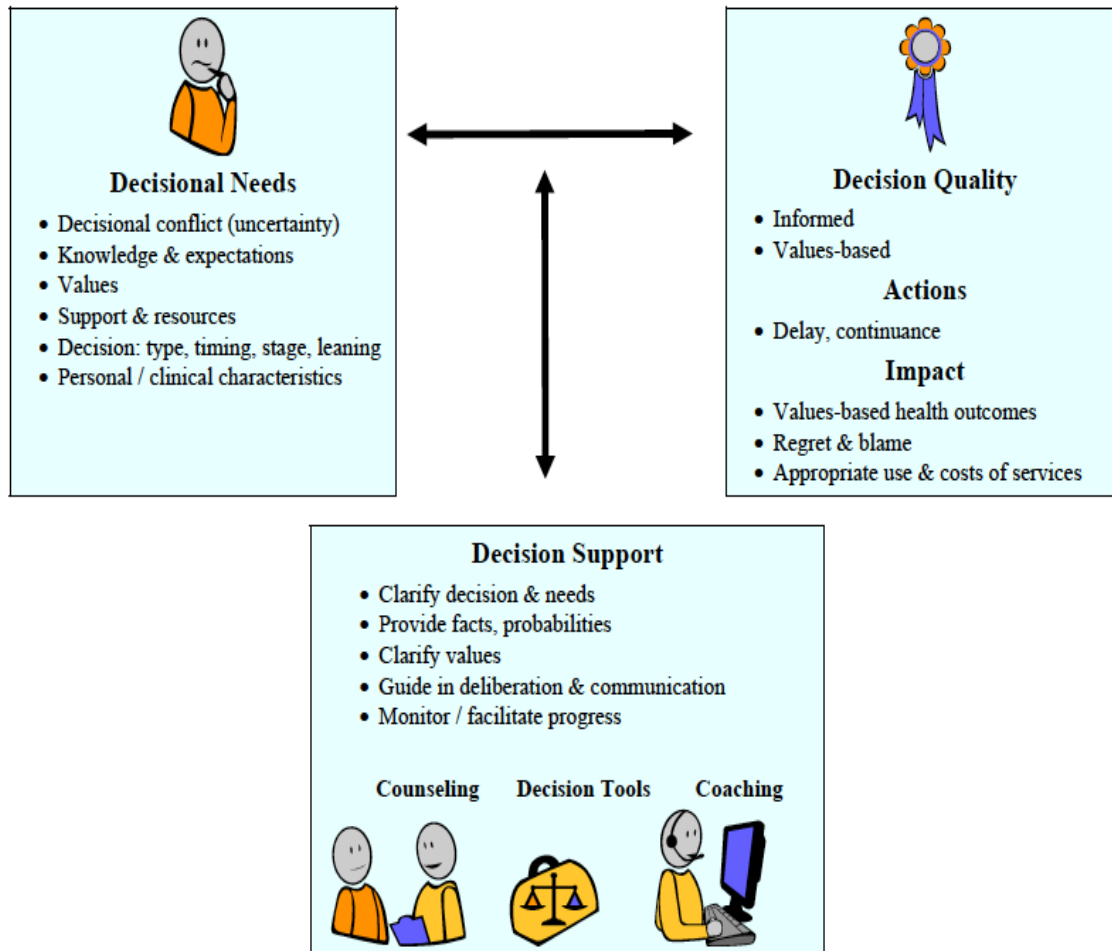 Decisional Needs
• Decisional conflict (uncertainty)
• Knowledge & expectations
• Values
• Support & resources
• Decision: type, timing, stage, leaning
• Personal / clinical characteristics
Decision Quality
• Informed
• Values-based
Actions
• Delay, continuance
Impact
• Values-based health outcomes
• Regret & blame
• Appropriate use & costs of services
Decision Support
• Clarify decision & needs
• Provide facts, probabilities
• Clarify values
• Guide in deliberation & communication
• Monitor / facilitate progress
Counseling Decision Tools Coaching